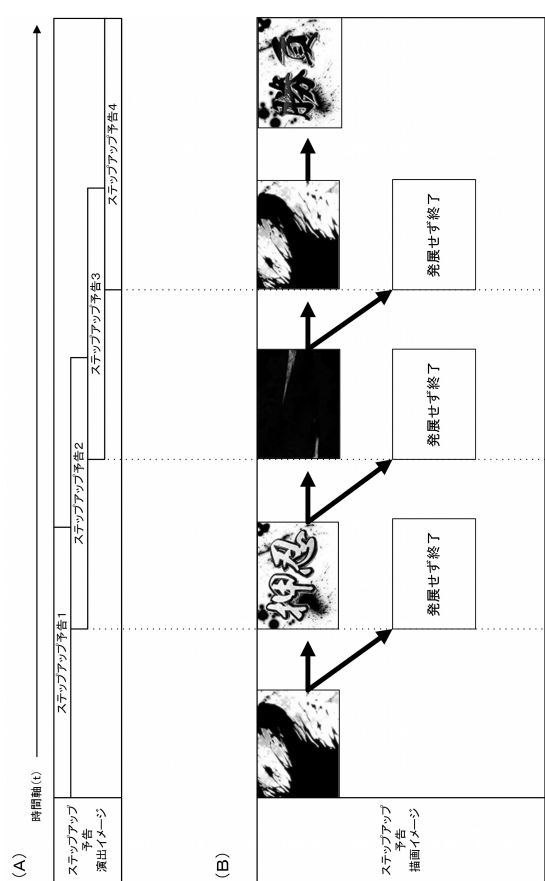 (A)
時間軸(t)
ステップアップ
予告
演出イメージ
ステップアップ予告1
ステップアップ予告2
ステップアップ予告3
ステップアップ予告4
(B)
ステップアップ
予告
描画イメージ
押忍
勝負
発展せず終了
発展せず終了
発展せず終了